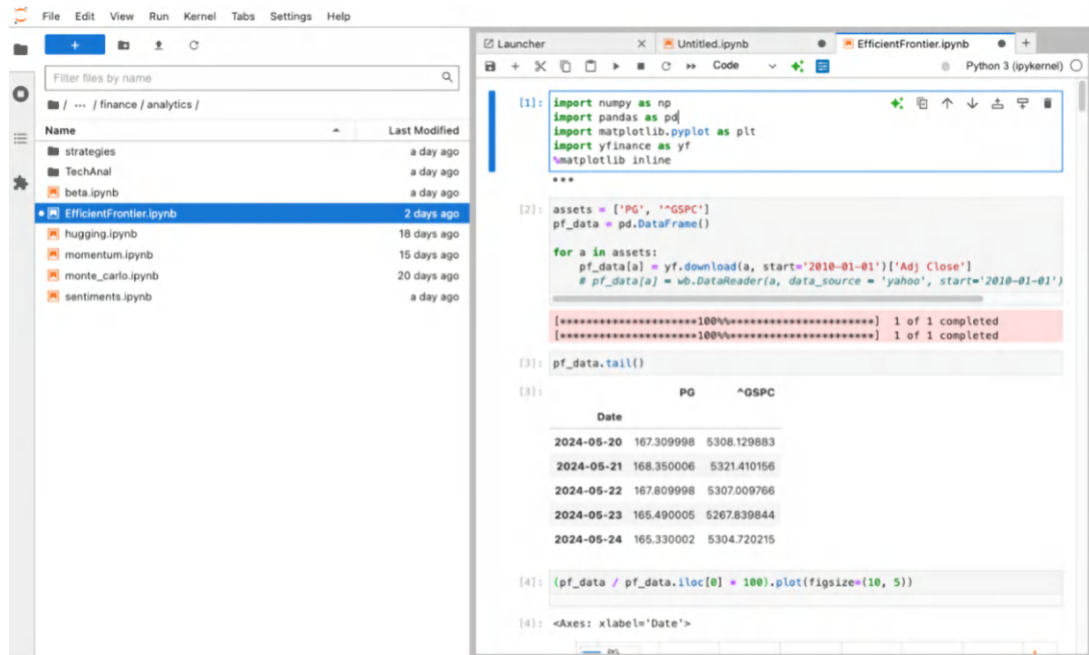 File Edit View Run Kernel Tabs Settings Help
+
Filter files by name
/ ... / finance / analytics /
Name Last Modified
strategies a day ago
TechAnal a day ago
beta.ipynb a day ago
EfficientFrontier.ipynb 2 days ago
hugging.ipynb 18 days ago
momentum.ipynb 15 days ago
monte_carlo.ipynb 20 days ago
sentiments.ipynb a day ago
Launcher × Untitled.ipynb EfficientFrontier.ipynb +
Code Python 3 (ipykernel)
[1]: import numpy as np
import pandas as pd
import matplotlib.pyplot as plt
import yfinance as yf
%matplotlib inline
•••
[2]: assets = ['PG', '^GSPC']
pf_data = pd.DataFrame()
for a in assets:
    pf_data[a] = yf.download(a, start='2010-01-01')['Adj Close']
    # pf_data[a] = wb.DataReader(a, data_source = 'yahoo', start='2010-01-01')
[**********************100%%**********************] 1 of 1 completed
[**********************100%%**********************] 1 of 1 completed
[3]: pf_data.tail()
[3]: PG ^GSPC
Date
2024-05-20 167.309998 5308.129883
2024-05-21 168.350006 5321.410156
2024-05-22 167.809998 5307.009766
2024-05-23 165.490005 5267.839844
2024-05-24 165.330002 5304.720215
[4]: (pf_data / pf_data.iloc[0] * 100).plot(figsize=(10, 5))
[4]: <Axes: xlabel='Date'>